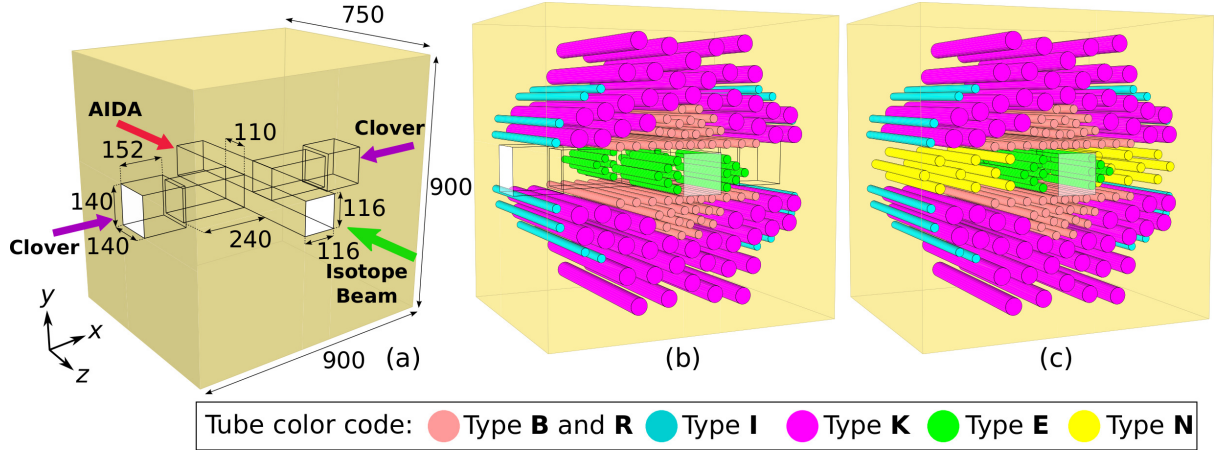 750
AIDA
110
Clover
152
900
140
116
Clover
140
240
116
Isotope
Beam
y
x
z
900
(a)
(b)
(c)
Tube color code: Type B and R Type I Type K Type E Type N